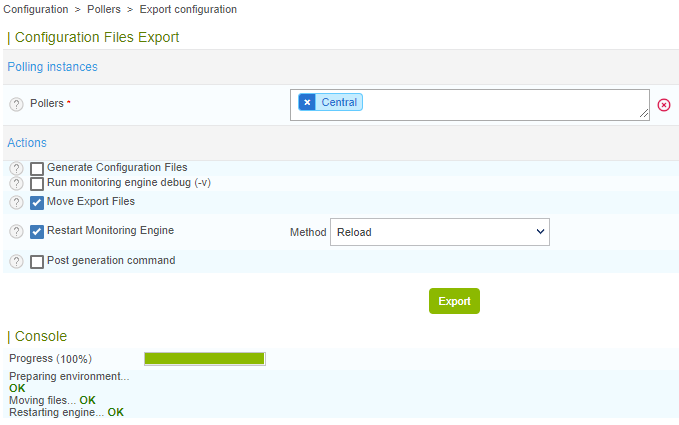 Configuration > Pollers > Export configuration
| Configuration Files Export
Polling instances
? Pollers * × Central
Actions
? Generate Configuration Files
? Run monitoring engine debug (-v)
? Move Export Files
? Restart Monitoring Engine Method Reload
? Post generation command
Export
| Console
Progress (100%)
Preparing environment...
OK
Moving files... OK
Restarting engine... OK